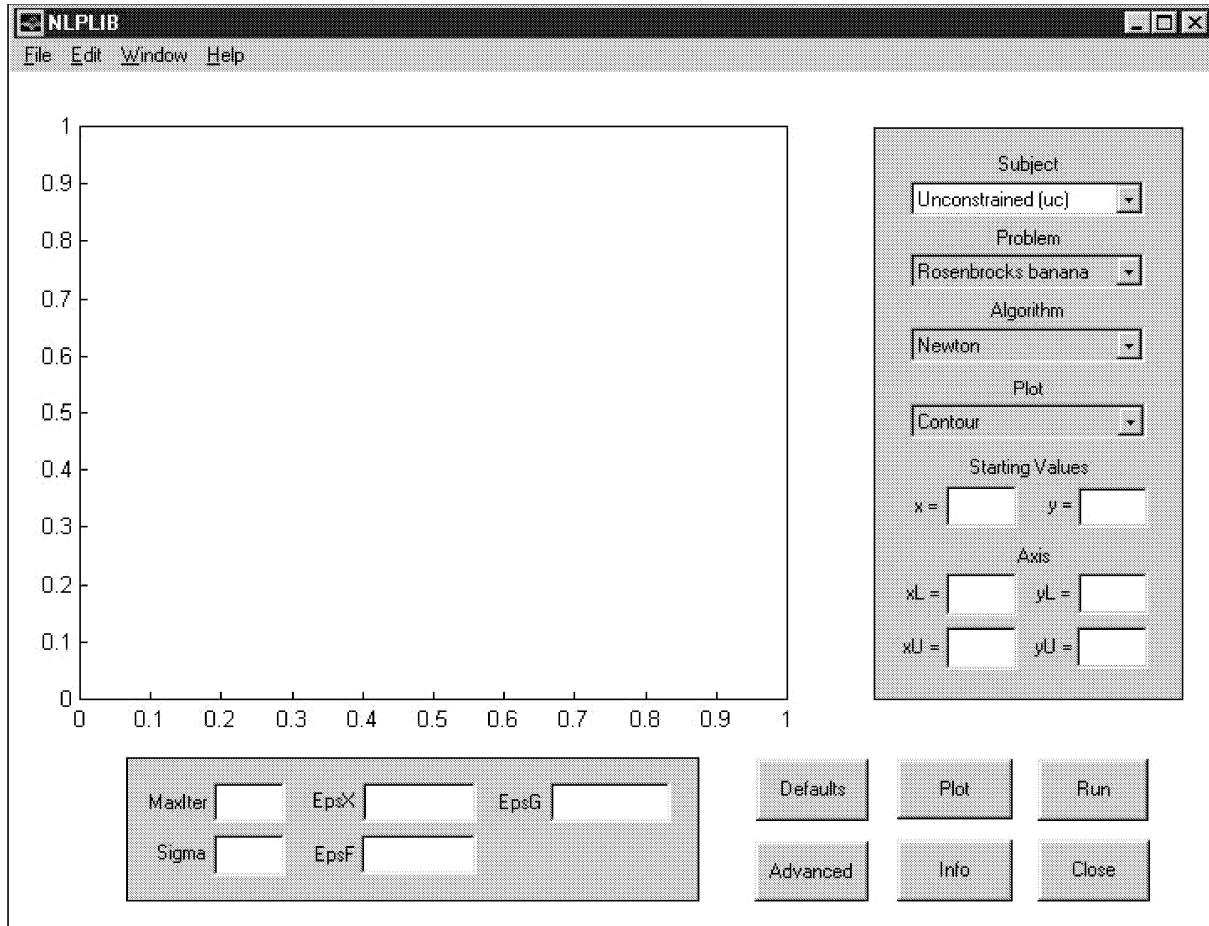 NLPLIB
File Edit Window Help
1
0.9
0.8
0.7
0.6
0.5
0.4
0.3
0.2
0.1
0
0 0.1 0.2 0.3 0.4 0.5 0.6 0.7 0.8 0.9 1
Subject
Unconstrained (uc)
Problem
Rosenbrocks banana
Algorithm
Newton
Plot
Contour
Starting Values
x = y =
Axis
xL = yL =
xU = yU =
MaxIter EpsX EpsG
Sigma EpsF
Defaults Plot Run
Advanced Info Close